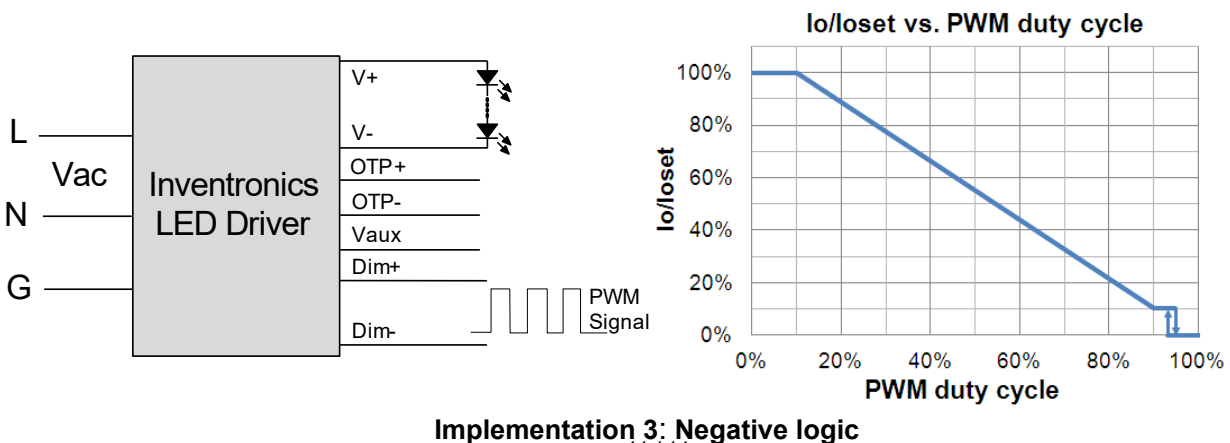 L
Vac
N
G
Inventronics
LED Driver
V+
V-
OTP+
OTP-
Vaux
Dim+
Dim-
PWM
Signal
Io/Ioset vs. PWM duty cycle
Io/Ioset
100%
80%
60%
40%
20%
0%
0% 20% 40% 60% 80% 100%
PWM duty cycle
Implementation 3: Negative logic